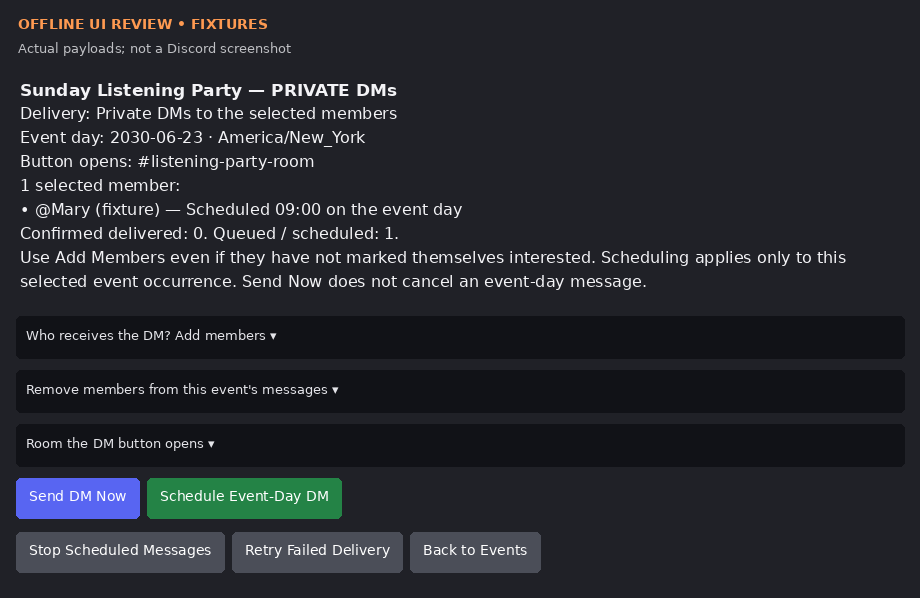 OFFLINE UI REVIEW • FIXTURES
Actual payloads; not a Discord screenshot
Sunday Listening Party — PRIVATE DMs
Delivery: Private DMs to the selected members
Event day: 2030-06-23 · America/New_York
Button opens: #listening-party-room
1 selected member:
• @Mary (fixture) — Scheduled 09:00 on the event day
Confirmed delivered: 0. Queued / scheduled: 1.
Use Add Members even if they have not marked themselves interested. Scheduling applies only to this
selected event occurrence. Send Now does not cancel an event-day message.
Who receives the DM? Add members ▾
Remove members from this event's messages ▾
Room the DM button opens ▾
Send DM Now Schedule Event-Day DM
Stop Scheduled Messages Retry Failed Delivery Back to Events